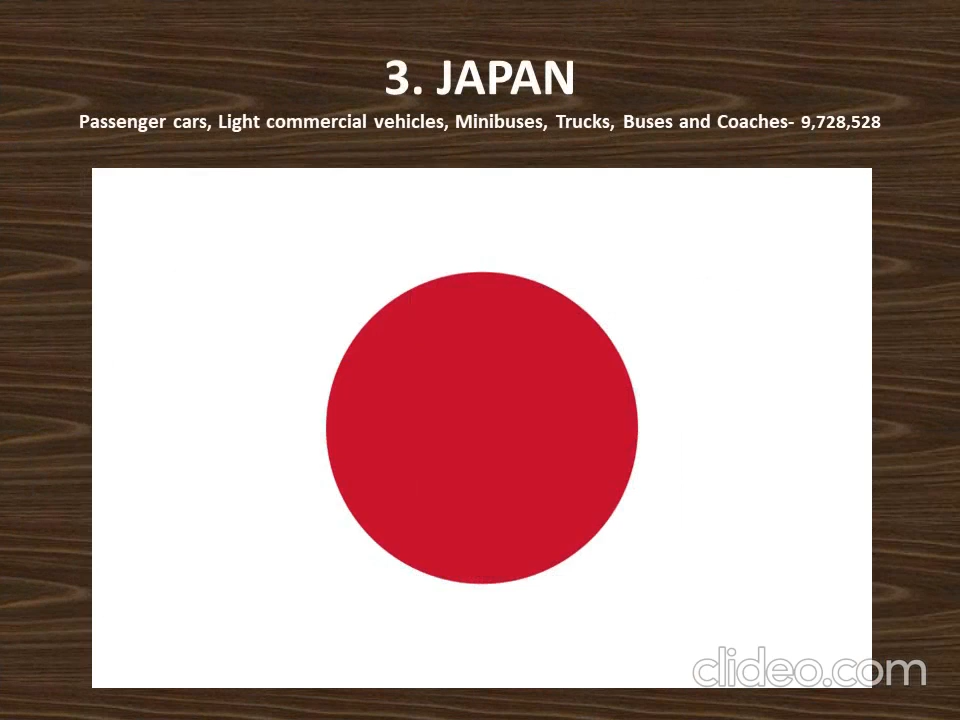 3. JAPAN
Passenger cars, Light commercial vehicles, Minibuses, Trucks, Buses and Coaches- 9,728,528
clideo.com